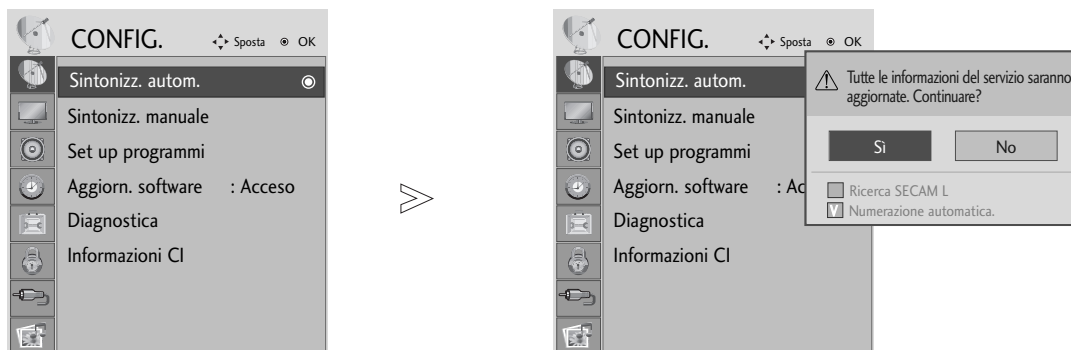 CONFIG. Sposta OK
Sintonizz. autom.
Sintonizz. manuale
Set up programmi
Aggiorn. software : Acceso
Diagnostica
Informazioni CI
CONFIG. Sposta OK
Sintonizz. autom.
Sintonizz. manuale
Set up programmi
Aggiorn. software : Ac
Diagnostica
Informazioni CI
Tutte le informazioni del servizio saranno
aggiornate. Continuare?
Sì No
Ricerca SECAM L
V Numerazione automatica.